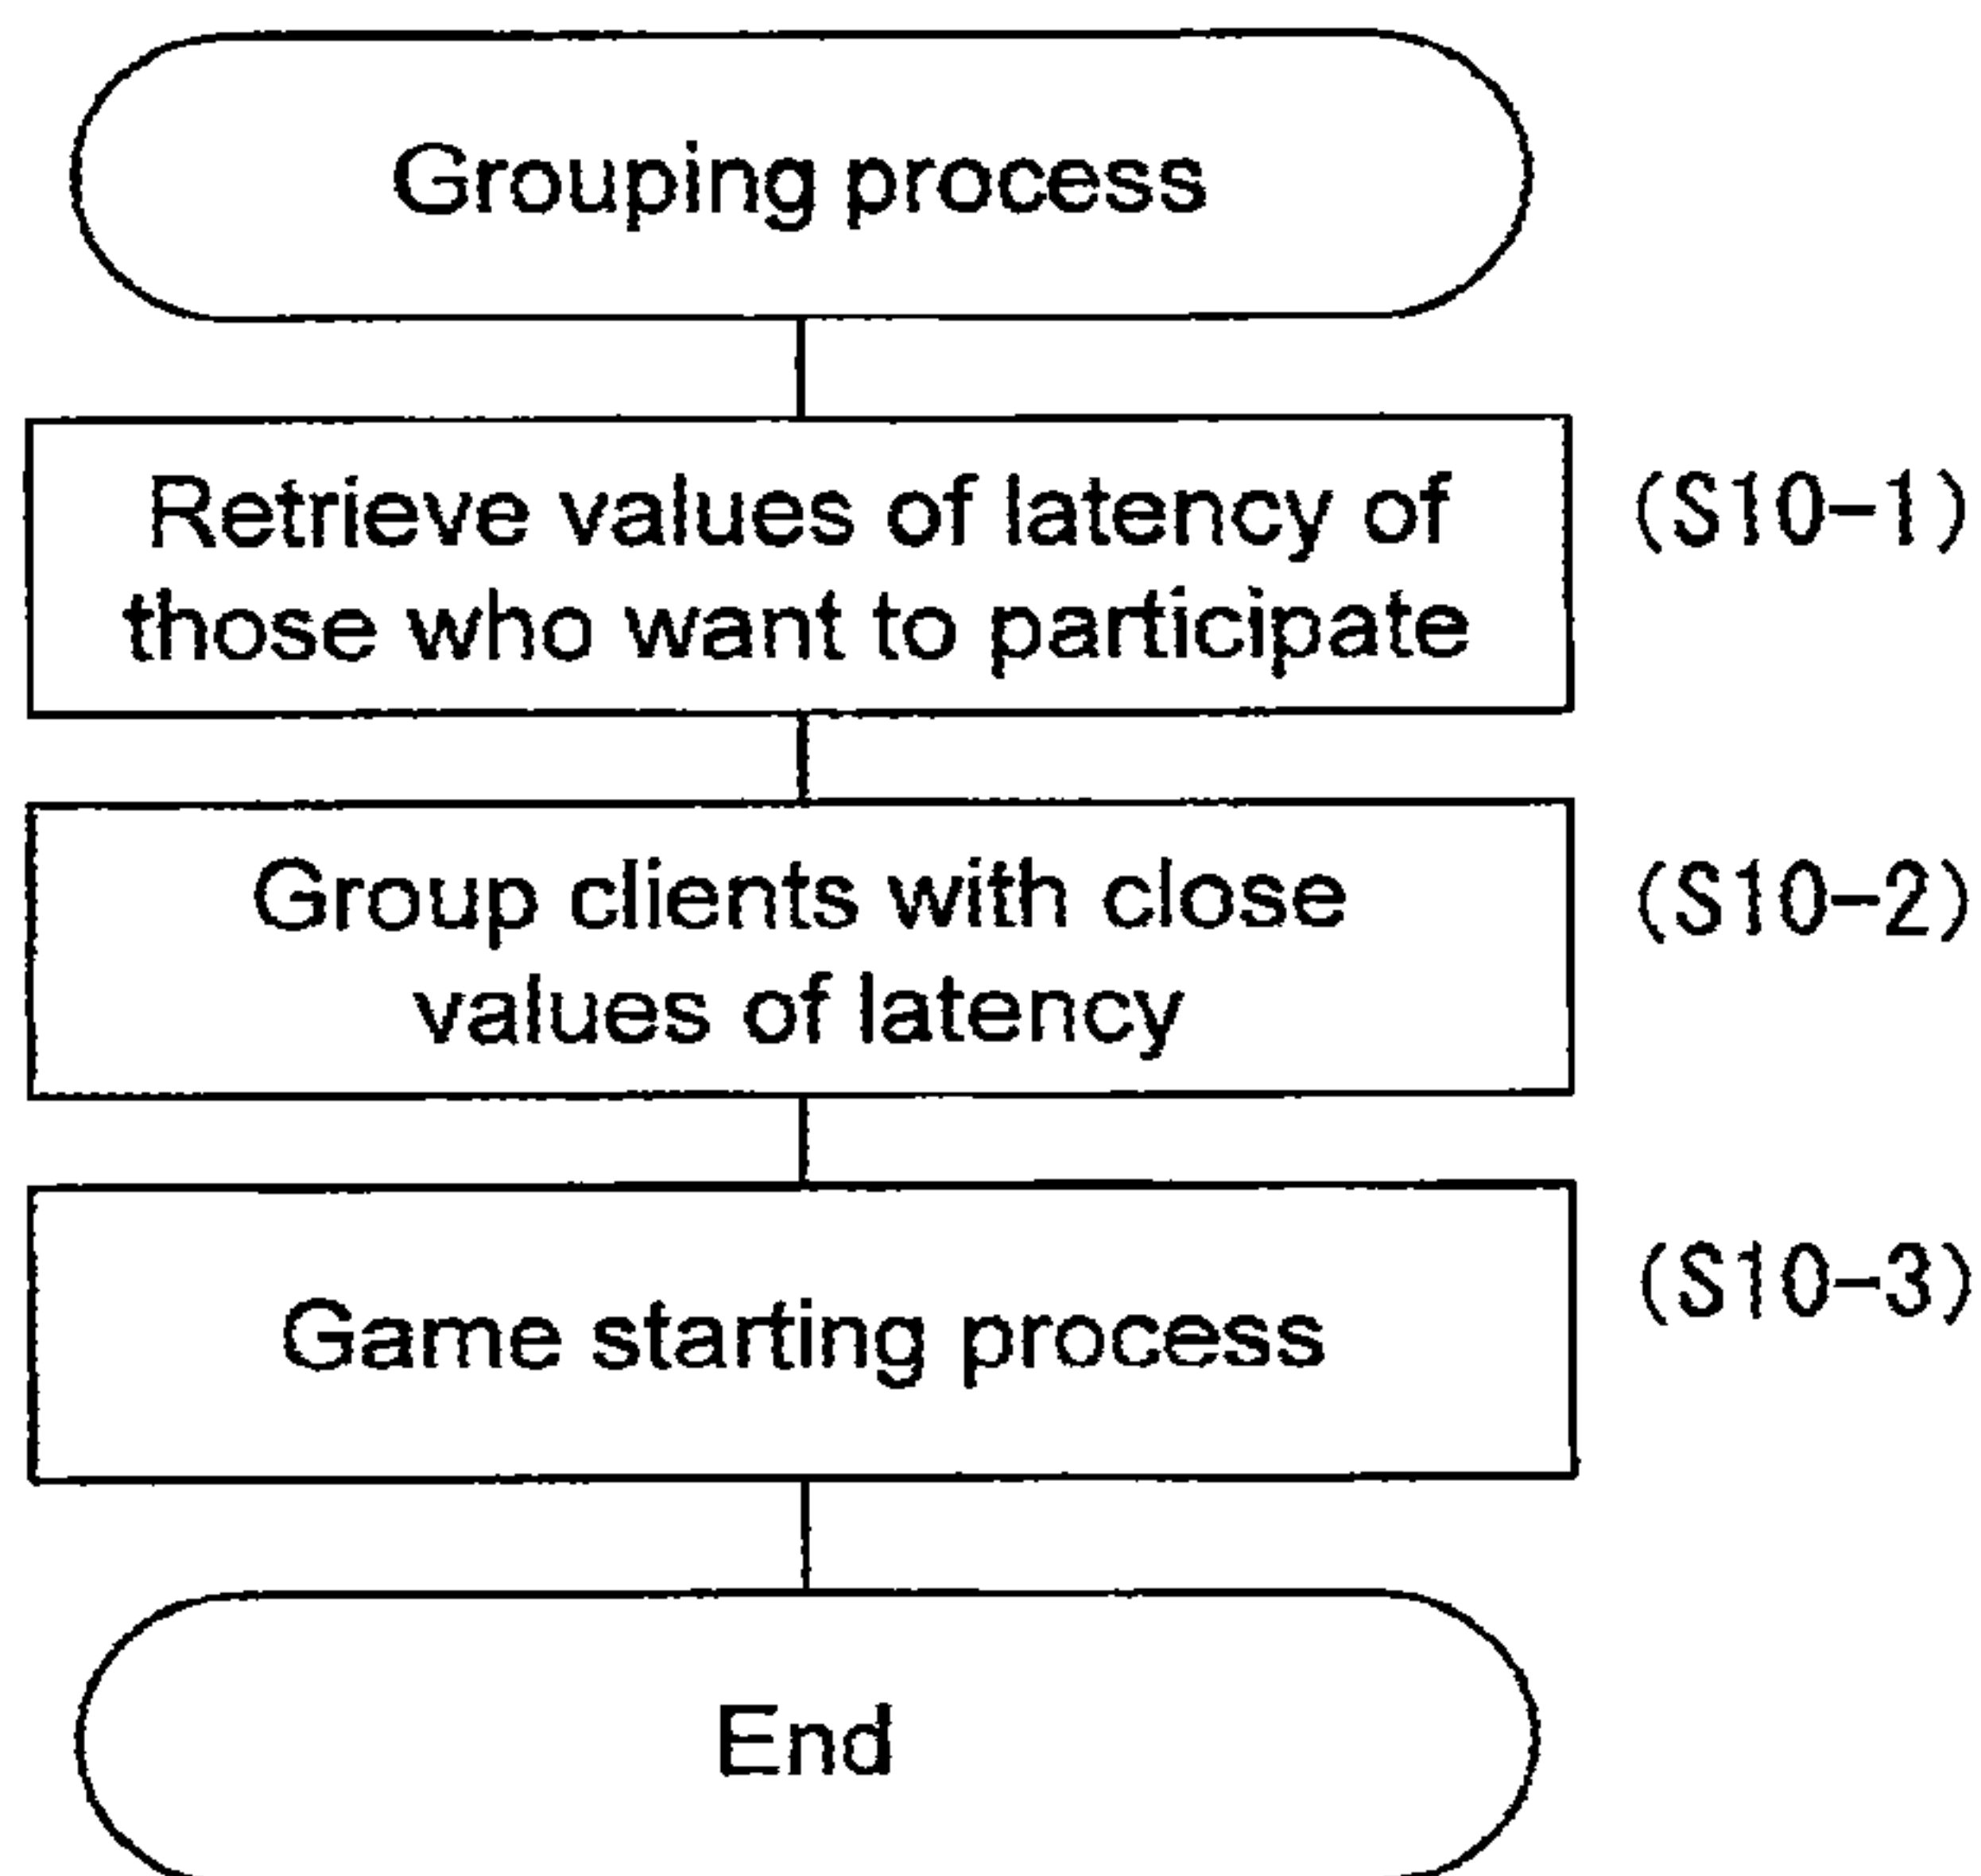 Grouping process
Retrieve values of latency of
those who want to participate
(S10-1)
Group clients with close
values of latency
(S10-2)
Game starting process
(S10-3)
End